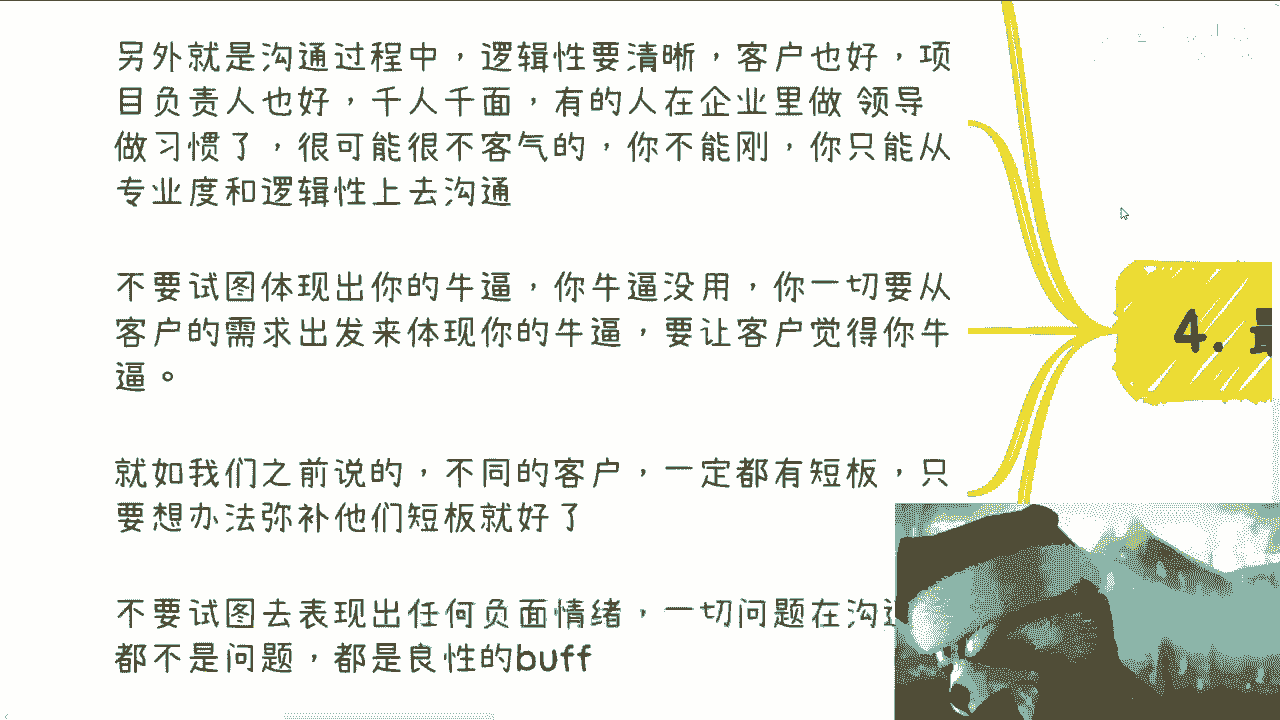 另外就是沟通过程中，逻辑性要清晰，客户也好，项
目负责人也好，千人千面，有的人在企业里做 领导
做习惯了，很可能很不客气的，你不能刚，你只能从
专业度和逻辑性上去沟通
不要试图体现出你的牛逼，你牛逼没用，你一切要从
客户的需求出发来体现你的牛逼，要让客户觉得你牛
逼。
就如我们之前说的，不同的客户，一定都有短板，只
要想办法弥补他们短板就好了
不要试图去表现出任何负面情绪，一切问题在沟
都不是问题，都是良性的buff
4.